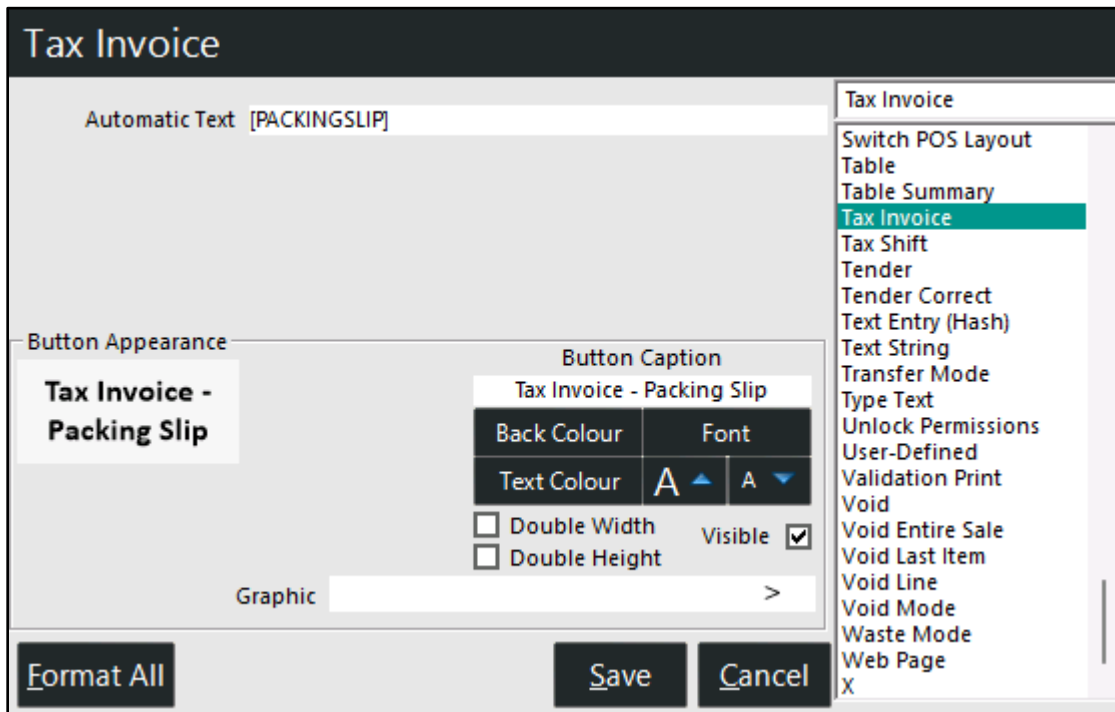 Tax Invoice
Automatic Text [PACKINGSLIP]
Button Appearance
Tax Invoice -
Packing Slip
Button Caption
Tax Invoice - Packing Slip
Back Colour Font
Text Colour A A
Double Width
Visible
Double Height
Graphic >
Format All Save Cancel
Tax Invoice
Switch POS Layout
Table
Table Summary
Tax Invoice
Tax Shift
Tender
Tender Correct
Text Entry (Hash)
Text String
Transfer Mode
Type Text
Unlock Permissions
User-Defined
Validation Print
Void
Void Entire Sale
Void Last Item
Void Line
Void Mode
Waste Mode
Web Page
X